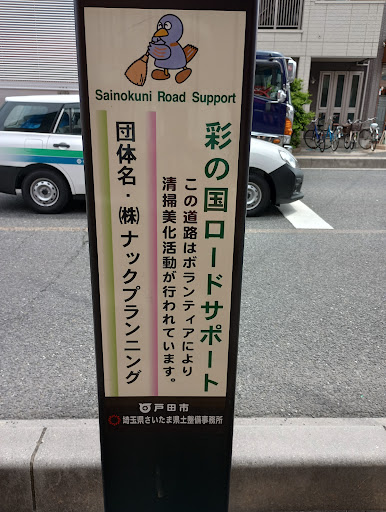 Sainokuni Road Support
彩の国ロードサポート
この道路はボランティアにより
清掃美化活動が行われています。
団体名・㈱ナックプランニング
戸田市
埼玉県さいたま県土整備事務所